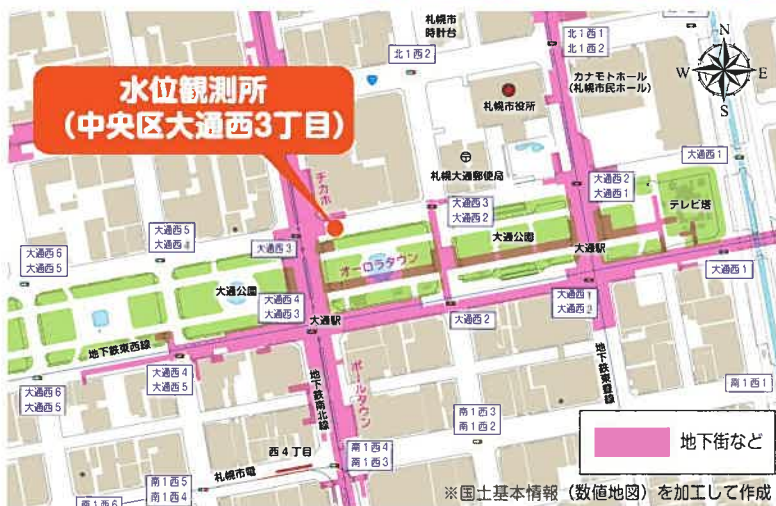 札幌市
時計台
北1西1
北1西2
北1西2
N
W
E
S
カナモトホール
(札幌市民ホール)
水位観測所
(中央区大通西3丁目)
札幌市役所
札幌大通郵便局
大通西1
チカホ
大通西2
大通西1
テレビ塔
大通西3
大通西2
大通西5
大通西4
大通西3
大通公園
大通駅
大通西6
大通西5
オーロラタウン
大通西1
大通公園
大通西4
大通西3
大通駅
大通西2
大通西1
大通西2
地下鉄東西線
大通西4
大通西5
大通西6
大通西5
地下鉄南北線
ポールタウン
地下鉄東豊線
南1西1
南1西3
南1西2
西4丁目
南1西4
南1西3
札幌市電
南1西5
南1西4
南1西6
地下街など
※国土基本情報(数値地図)を加工して作成